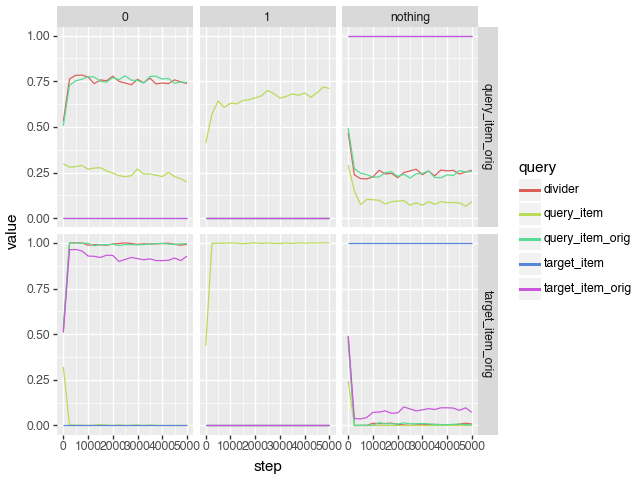 0 1 nothing
1.00
0.75
0.50
0.25
0.00
query_item_orig
1.00
0.75
0.50
0.25
0.00
target_item_orig
value
0 1000 2000 3000 4000 5000 0 1000 2000 3000 4000 5000 0 1000 2000 3000 4000 5000
step
query
divider
query_item
query_item_orig
target_item
target_item_orig